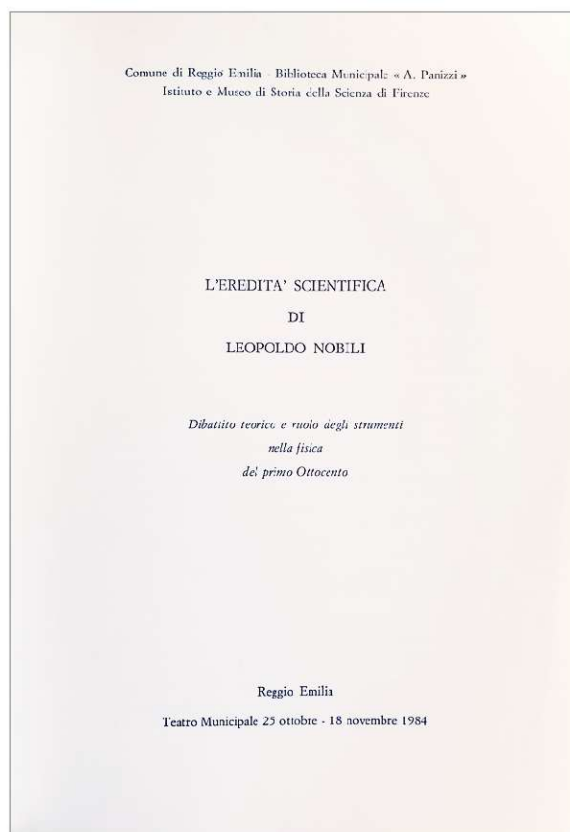 Comune di Reggio Emilia - Biblioteca Municipale « A. Panizzi »
Istituto e Museo di Storia della Scienza di Firenze
L'EREDITA' SCIENTIFICA
DI
LEOPOLDO NOBILI
Dibattito teorico e ruolo degli strumenti
nella fisica
del primo Ottocento
Reggio Emilia
Teatro Municipale 25 ottobre - 18 novembre 1984